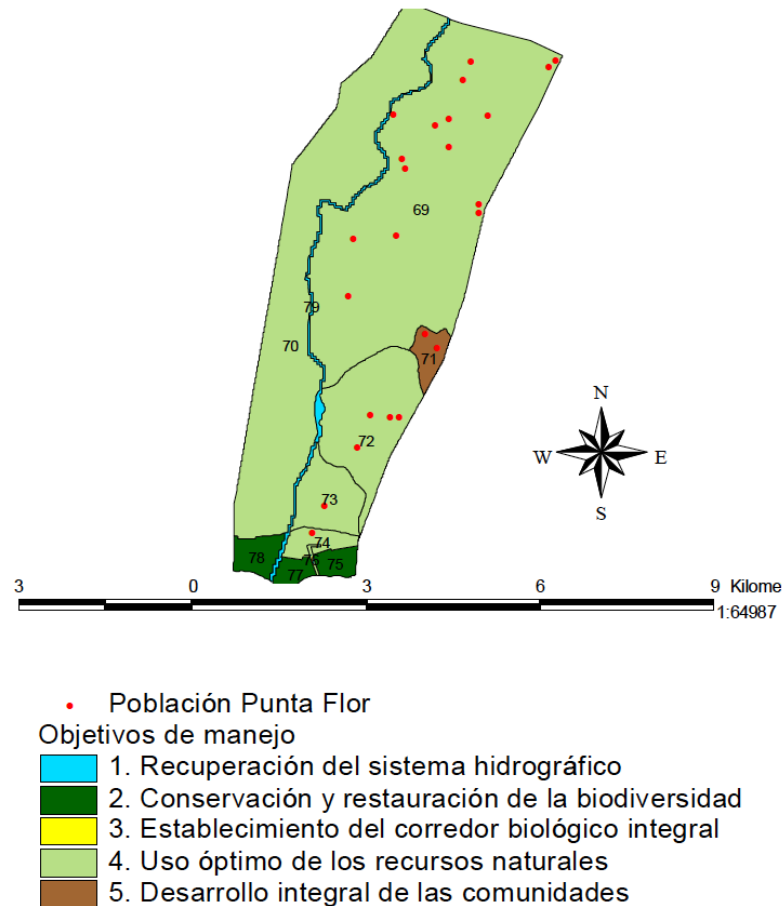 69
79
70
71
72
N
W E
S
73
74
78
76
75
77
3 0 3 6 9 Kilome
1:64987
Población Punta Flor
Objetivos de manejo
1. Recuperación del sistema hidrográfico
2. Conservación y restauración de la biodiversidad
3. Establecimiento del corredor biológico integral
4. Uso óptimo de los recursos naturales
5. Desarrollo integral de las comunidades